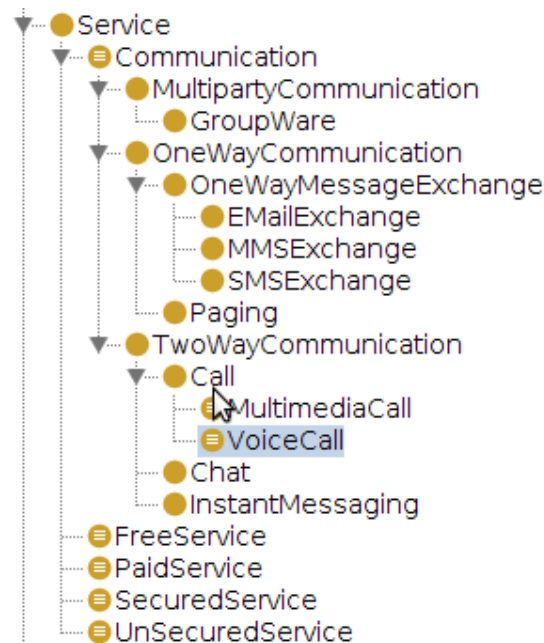 Service
Communication
MultipartyCommunication
GroupWare
OneWayCommunication
OneWayMessageExchange
EMailExchange
MMSExchange
SMSExchange
Paging
TwoWayCommunication
Call
MultimediaCall
VoiceCall
Chat
InstantMessaging
FreeService
PaidService
SecuredService
UnSecuredService